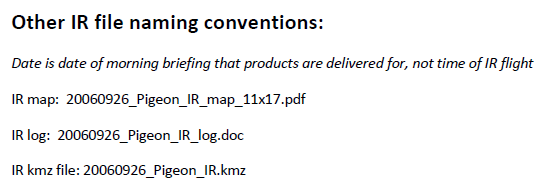 Other IR file naming conventions:
Date is date of morning briefing that products are delivered for, not time of IR flight
IR map:  20060926_Pigeon_IR_map_11x17.pdf
IR log:  20060926_Pigeon_IR_log.doc
IR kmz file: 20060926_Pigeon_IR.kmz